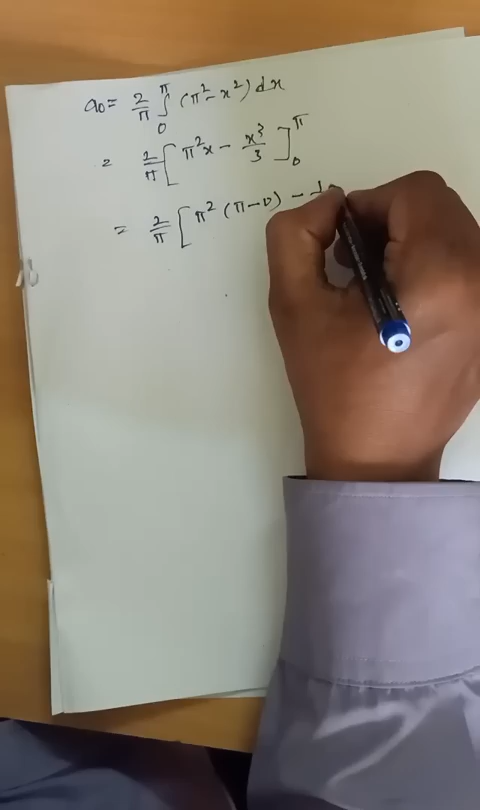 a₀ = 2/π ∫₀^π (π² - x²) dx
= 2/π [π²x - x³/3]₀^π
= 2/π [π² (π - 0) -